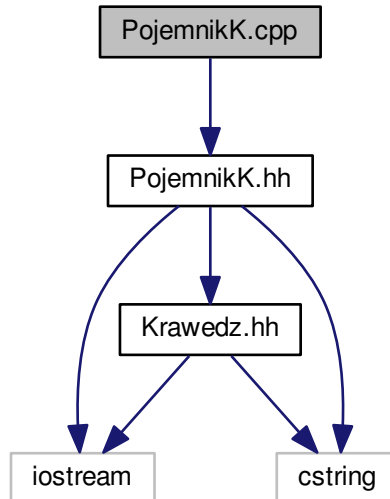 PojemnikK.cpp
PojemnikK.hh
Krawedz.hh
iostream
cstring